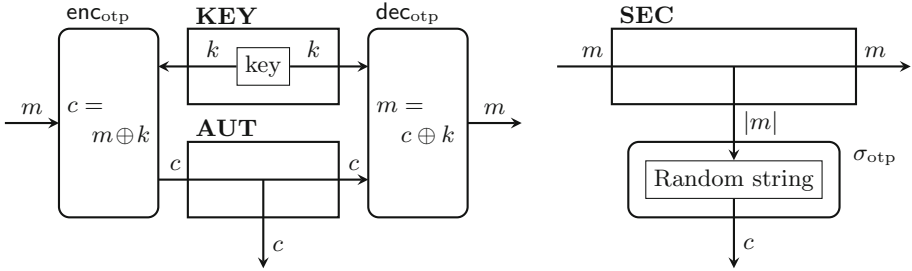 enc_otp
KEY
dec_otp
k
key
k
m
c =
m ⊕ k
m =
c ⊕ k
m
AUT
c
c
c
SEC
m
m
|m|
σ_otp
Random string
c